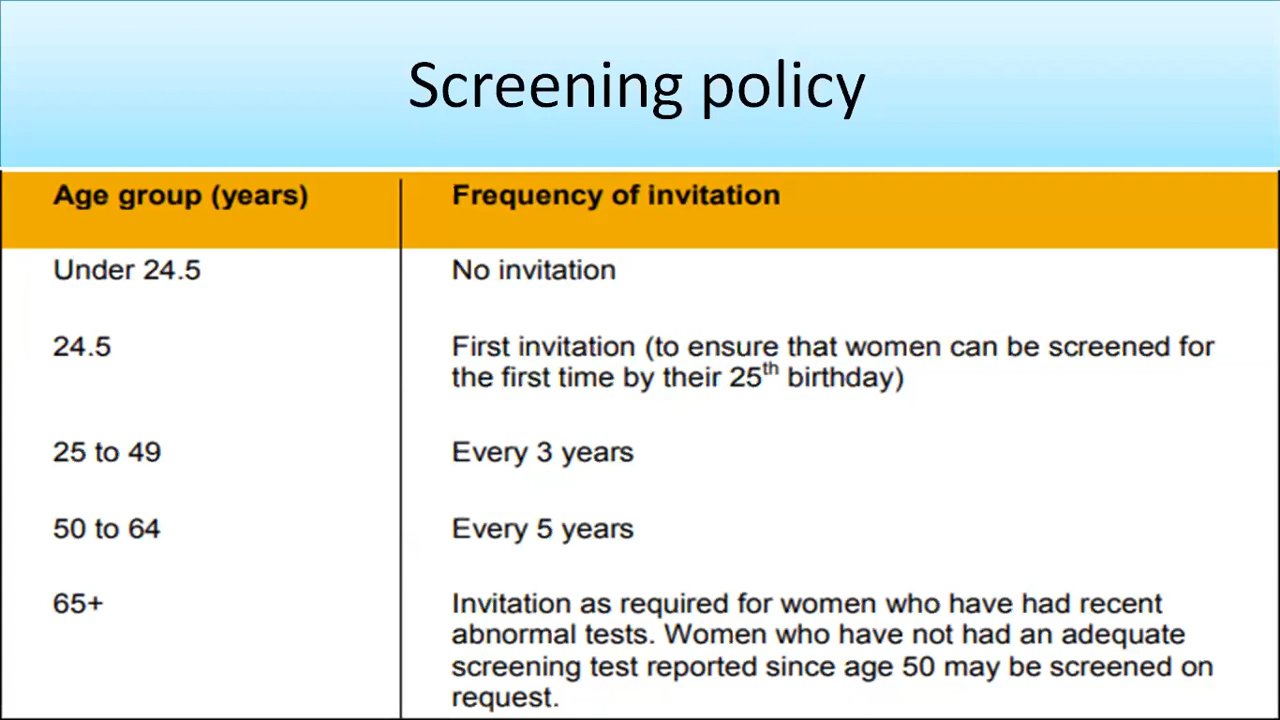 Screening policy
Age group (years)
Frequency of invitation
Under 24.5
No invitation
24.5
First invitation (to ensure that women can be screened for
the first time by their 25th birthday)
25 to 49
Every 3 years
50 to 64
Every 5 years
65+
Invitation as required for women who have had recent
abnormal tests. Women who have not had an adequate
screening test reported since age 50 may be screened on
request.